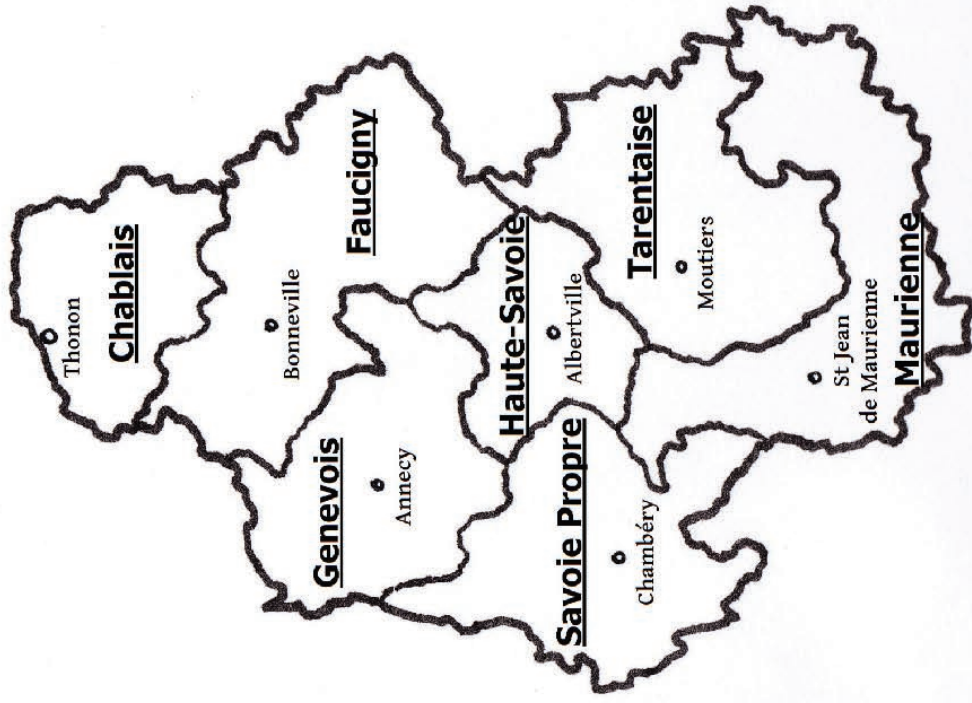 Thonon
Chablais
Bonneville
Faucigny
Genevois
Annecy
Haute-Savoie
Albertville
Savoie Propre
Chambéry
Tarentaise
Moutiers
St Jean
de Maurienne
Maurienne